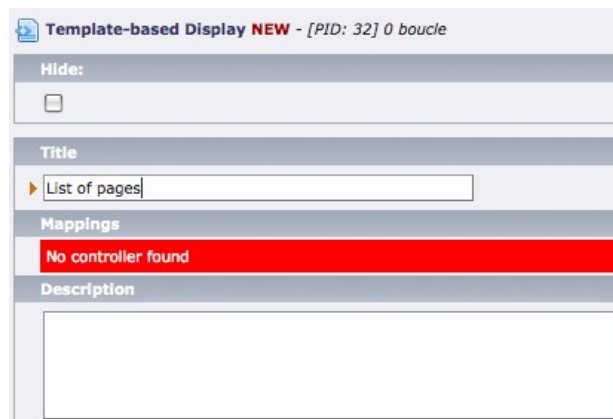 Template-based Display NEW - [PID: 32] 0 boucle
Hide:
Title
List of pages
Mappings
No controller found
Description